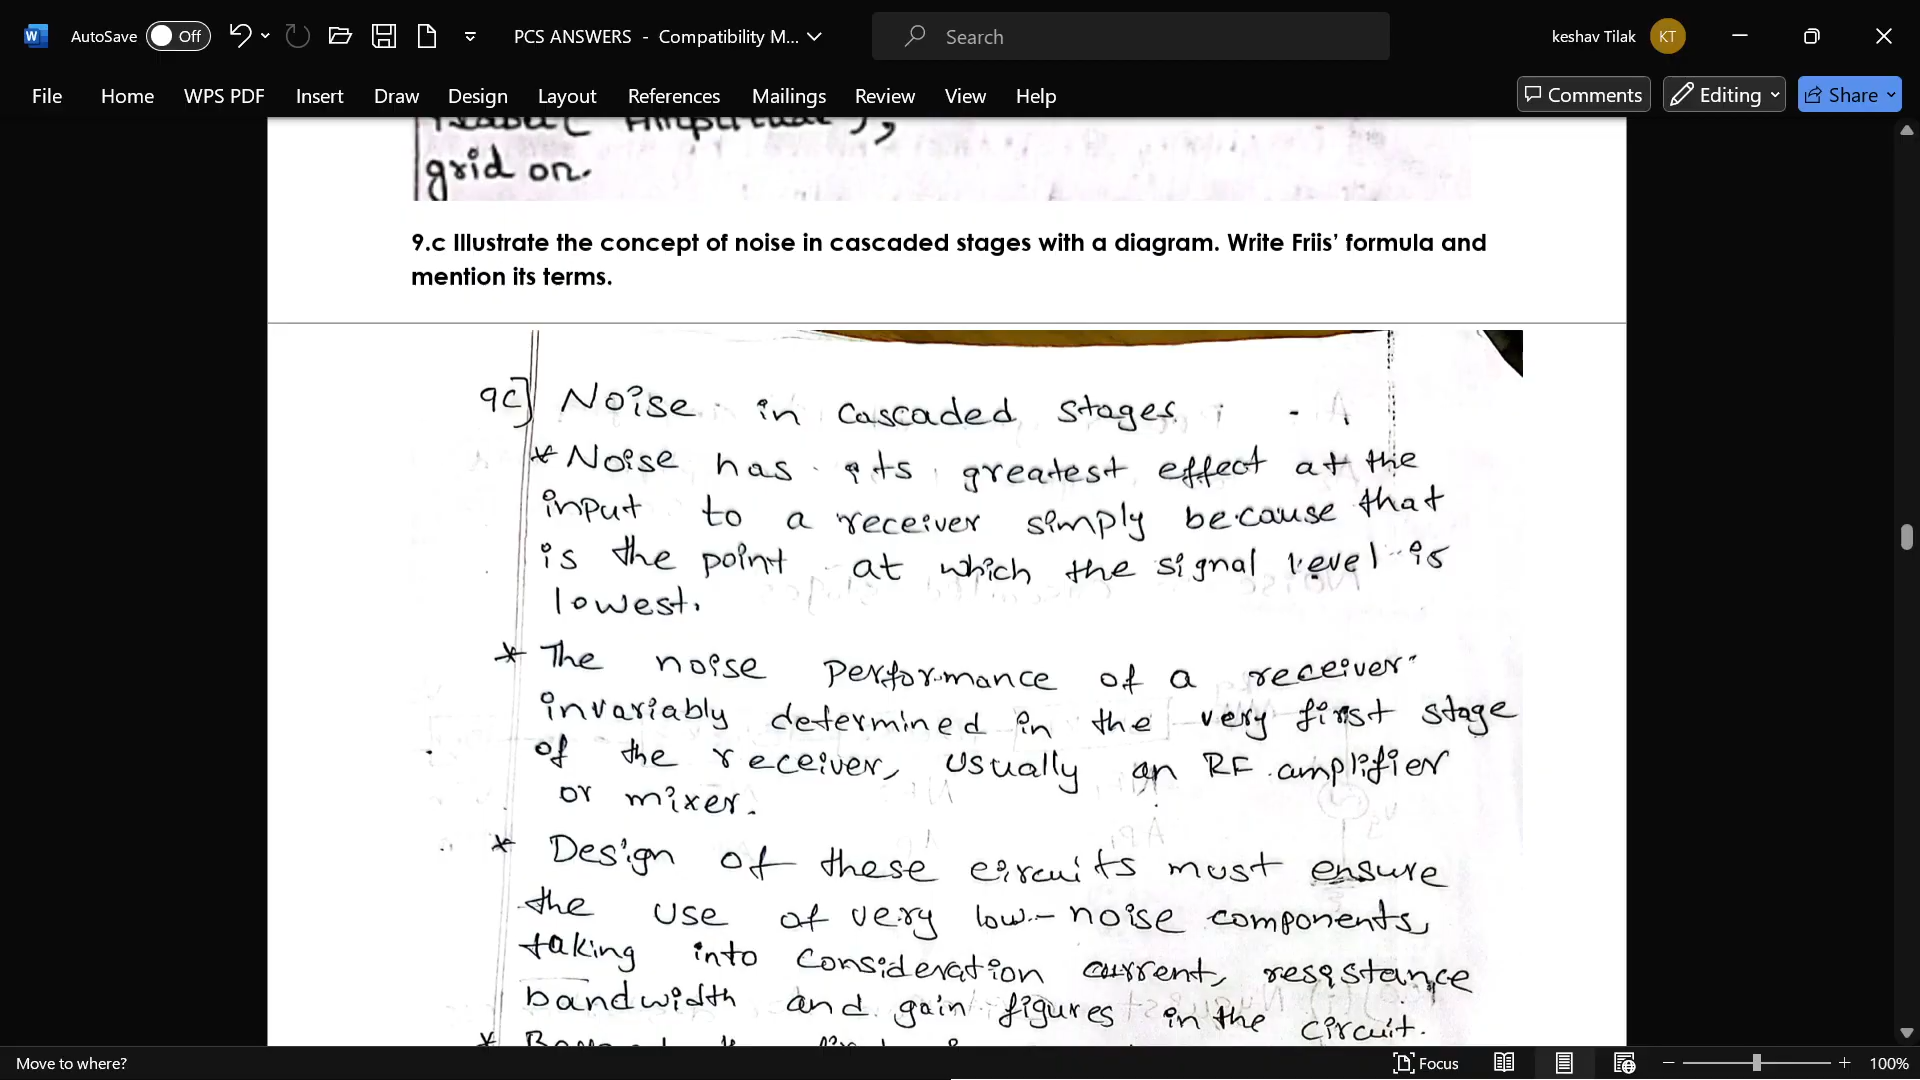 AutoSave Off PCS ANSWERS - Compatibility M... Search keshav Tilak KT
File Home WPS PDF Insert Draw Design Layout References Mailings Review View Help Comments Editing Share
grid on.
9.c Illustrate the concept of noise in cascaded stages with a diagram. Write Friis’ formula and
mention its terms.
9c] Noise in cascaded stages
* Noise has its greatest effect at the
input to a receiver simply because that
is the point at which the signal level is
lowest.
* The noise performance of a receiver
invariably determined in the very first stage
of the receiver, usually an RF amplifier
or mixer.
* Design of these circuits must ensure
the use of very low-noise components,
taking into consideration current, resistance
bandwidth and gain figures in the circuit.
Move to where? Focus 100%